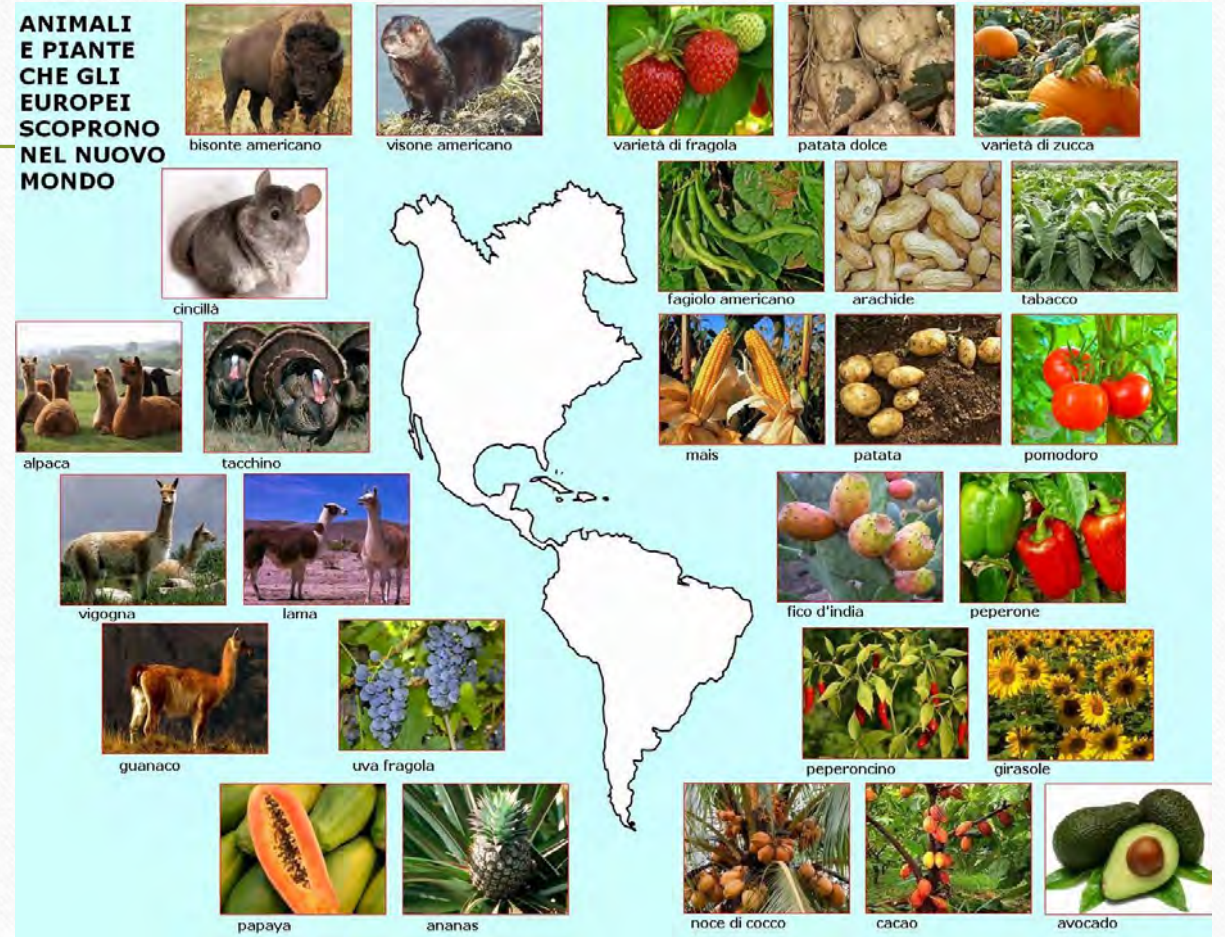 ANIMALI
E PIANTE
CHE GLI
EUROPEI
SCOPRONO
NEL NUOVO
MONDO
bisonte americano
visone americano
varietà di fragola
patata dolce
varietà di zucca
cincillà
fagiolo americano
arachide
tabacco
alpaca
tacchino
mais
patata
pomodoro
vigogna
lama
fico d'india
peperone
guanaco
uva fragola
peperoncino
girasole
papaya
ananas
noce di cocco
cacao
avocado